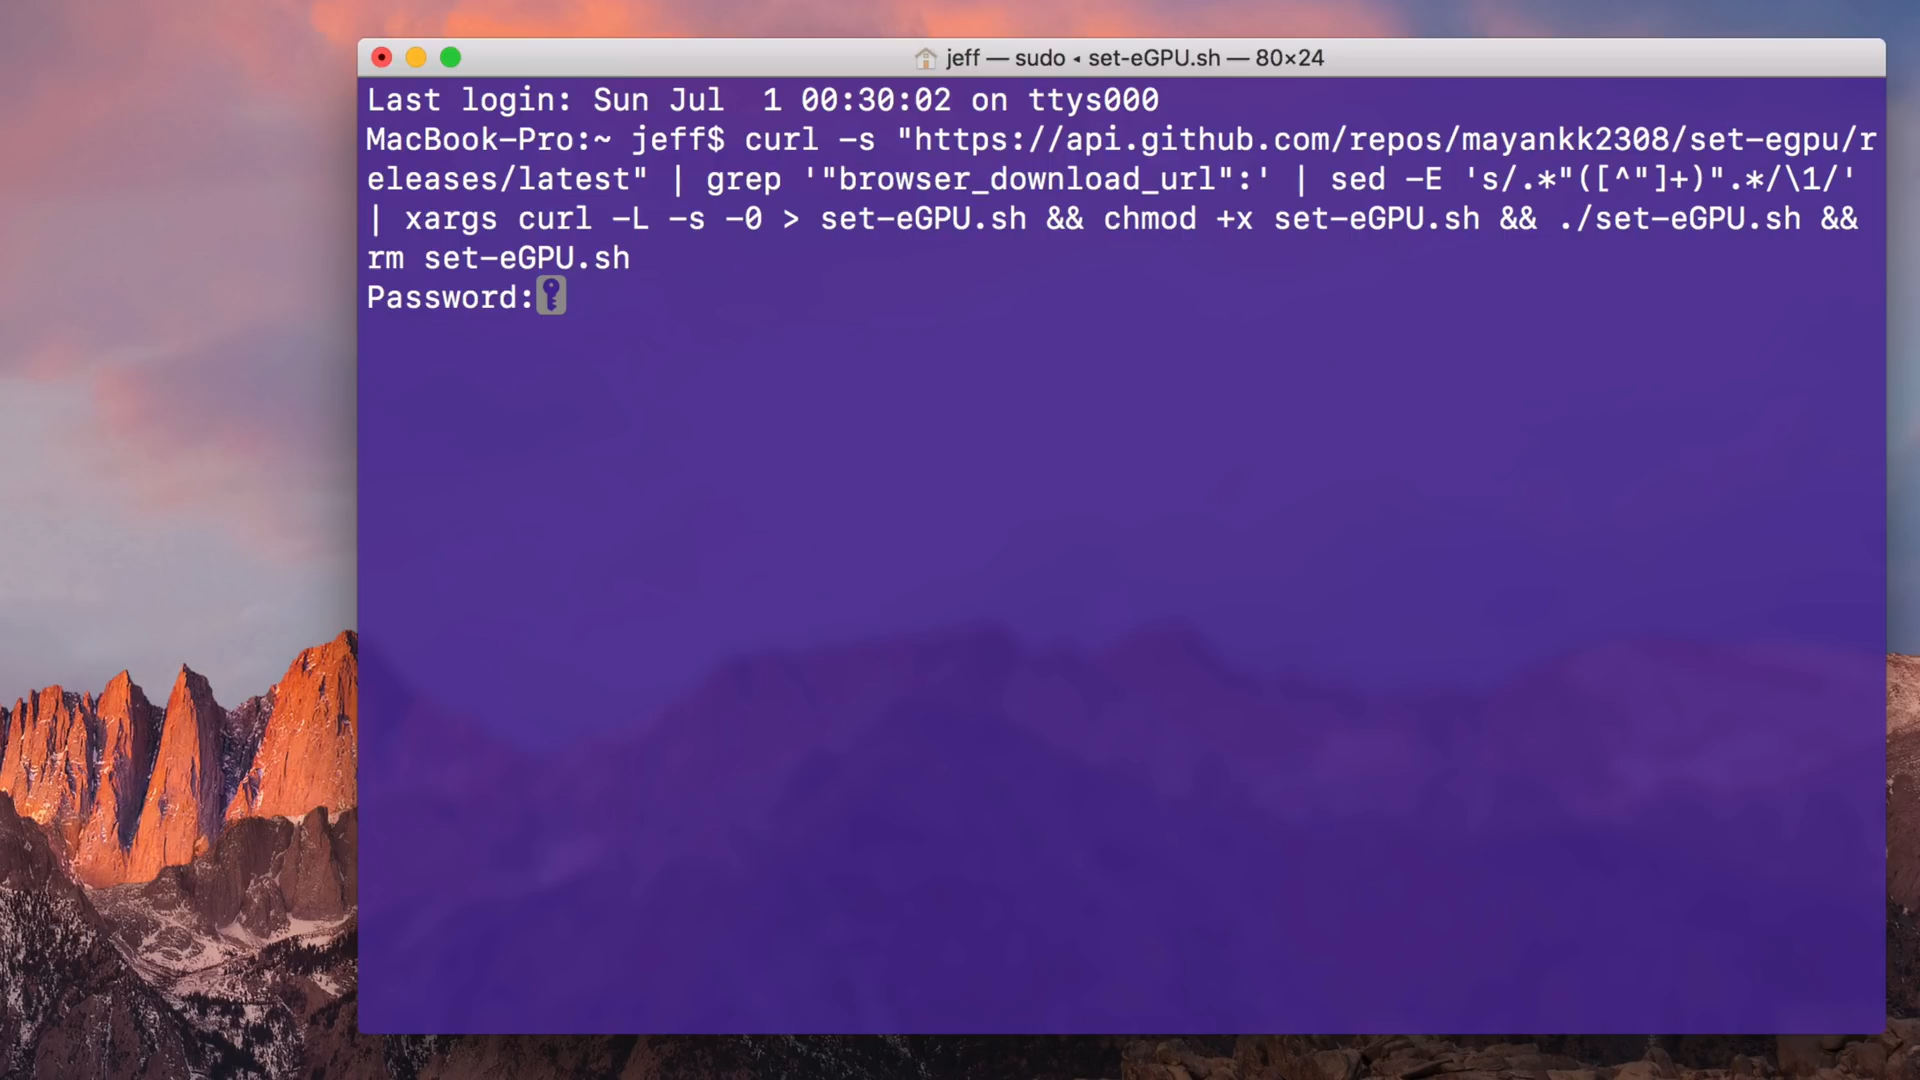 jeff — sudo ◂ set-eGPU.sh — 80×24
Last login: Sun Jul  1 00:30:02 on ttys000
MacBook-Pro:~ jeff$ curl -s "https://api.github.com/repos/mayankk2308/set-egpu/r
eleases/latest" | grep '"browser_download_url":' | sed -E 's/.*"([^"]+)".*/\1/'
| xargs curl -L -s -0 > set-eGPU.sh && chmod +x set-eGPU.sh && ./set-eGPU.sh &&
rm set-eGPU.sh
Password: